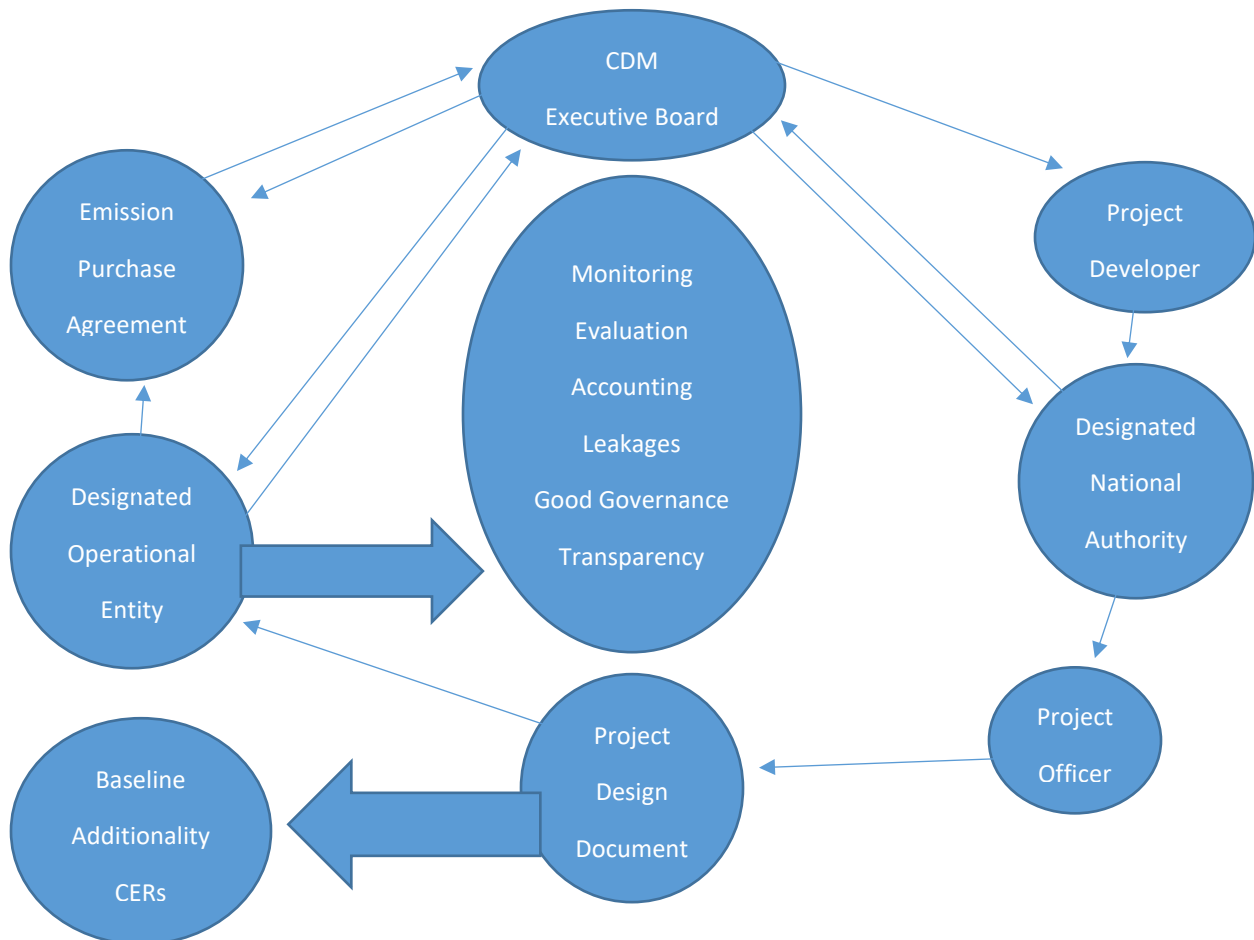 CDM
Executive Board
Emission
Purchase
Agreement
Project
Developer
Monitoring
Evaluation
Accounting
Leakages
Good Governance
Transparency
Designated
National
Authority
Designated
Operational
Entity
Project
Officer
Project
Design
Document
Baseline
Additionality
CERs